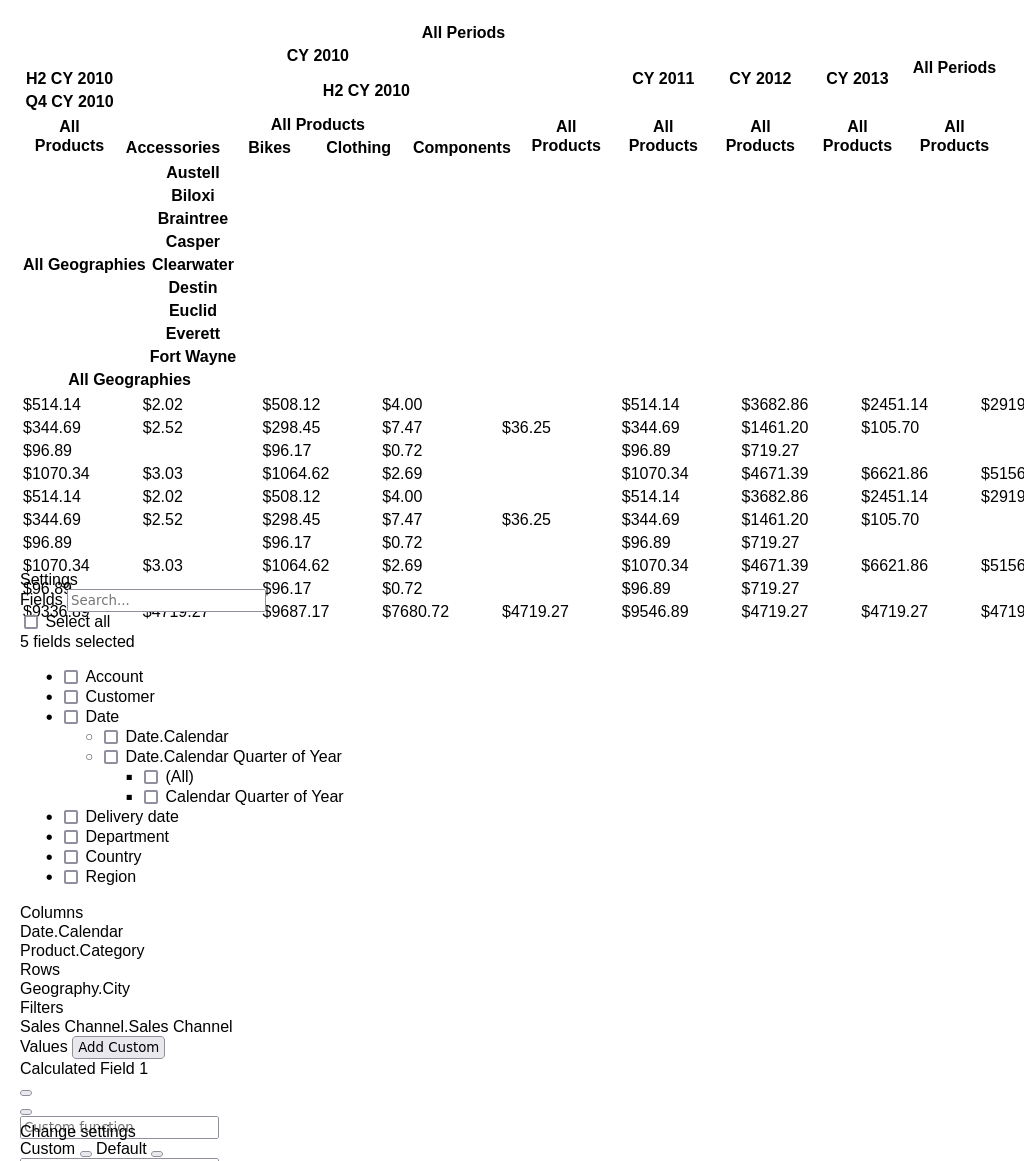 All Periods
CY 2010
H2 CY 2010 CY 2011 CY 2012 CY 2013 All Periods
H2 CY 2010
Q4 CY 2010
All Products All Products All Products All Products All Products All Products All Products
Accessories Bikes Clothing Components
Austell
Biloxi
Braintree
Casper
All Geographies Clearwater
Destin
Euclid
Everett
Fort Wayne
All Geographies
$514.14 $2.02 $508.12 $4.00 $514.14 $3682.86 $2451.14 $2919
$344.69 $2.52 $298.45 $7.47 $36.25 $344.69 $1461.20 $105.70
$96.89 $96.17 $0.72 $96.89 $719.27
$1070.34 $3.03 $1064.62 $2.69 $1070.34 $4671.39 $6621.86 $5156
$514.14 $2.02 $508.12 $4.00 $514.14 $3682.86 $2451.14 $2919
$344.69 $2.52 $298.45 $7.47 $36.25 $344.69 $1461.20 $105.70
$96.89 $96.17 $0.72 $96.89 $719.27
$1070.34 $3.03 $1064.62 $2.69 $1070.34 $4671.39 $6621.86 $5156
Settings
$96.89 $96.17 $0.72 $96.89 $719.27
Fields Search...
$9336.89 $4719.27 $9687.17 $7680.72 $4719.27 $9546.89 $4719.27 $4719.27 $4719
Select all
5 fields selected
Account
Customer
Date
Date.Calendar
Date.Calendar Quarter of Year
(All)
Calendar Quarter of Year
Delivery date
Department
Country
Region
Columns
Date.Calendar
Product.Category
Rows
Geography.City
Filters
Sales Channel.Sales Channel
Values Add Custom
Calculated Field 1
Custom function
Change settings
Custom Default